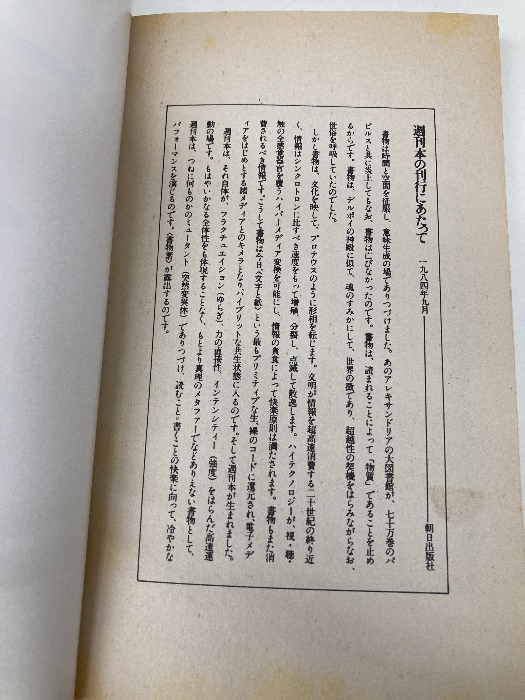 週刊本の刊行にあたって 一九八四年九月 朝日出版社
書物は時間と空間を征服し、意味生成の場でありつづけました。あのアレキサンドリアの大図書館が、七十万巻のパ
ピルスと共に炎上してもなお、書物は亡びなかったのです。書物は、読まれることによって「物質」であることを止め
るからです。書物は、デルポイの神殿に似て、魂のすみかにして、世界の徴であり、超越性の契機をはらみながらなお、
世俗を呼吸していたのでした。
しかし書物は、文化を映して、プロテウスのように形相を転じます。文明が情報を超高速消費する二十世紀の終り近
く、情報はシンクロトロンに比すべき速度をもって増殖、分裂し、点滅して散逸します。ハイテクノロジーが、視・聴・
触の全感覚器官を覆うハイパーメディア変換を可能にし、情報の貪食によって快楽原則は満たされます。書物もまた消
費されるべき情報です。こうして書物は今日〈文字と紙〉という最もプリミティブな生、裸のコードに還元され、電子メデ
ィアをはじめとする諸メディアとのキメラとなりハイブリットな共生状態に入るのです。そして週刊本が生まれました。
週刊本は、それ自体が、フラクチュエイション（ゆらぎ）、力の直接性、インテンシティー（強度）をはらんだ高速運
動の場です。もはやいかなる全体性をも体現することなく、もとより真理のメタファーでなどありえない書物として、
週刊本は、つねに何ものかのミュータント（突然変異体）でありつづけ、読むこと＝書くことの快楽に向って、冷やかな
パフォーマンスを演じるのです。〈書物素〉が露出するのです。